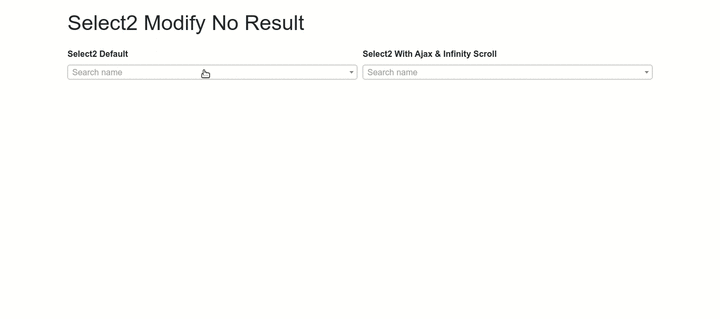 Select2 Modify No Result
Select2 Default
Search name
Select2 With Ajax & Infinity Scroll
Search name